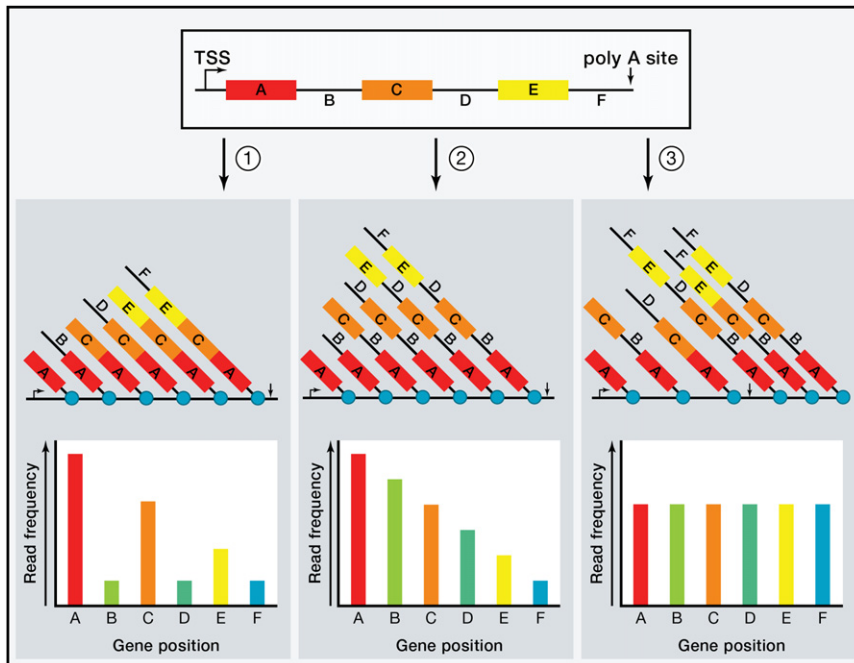 TSS
poly A site
A C E
B D F
1 2 3
F
D E E
B C C C C
A A A A A A
F
E E
D D D
C C C C
B B B B B
A A A A A A
F F F
E E E
D D D
C C C C C
B B B
A A A A A A
Read frequency
A B C D E F
Gene position
Read frequency
A B C D E F
Gene position
Read frequency
A B C D E F
Gene position